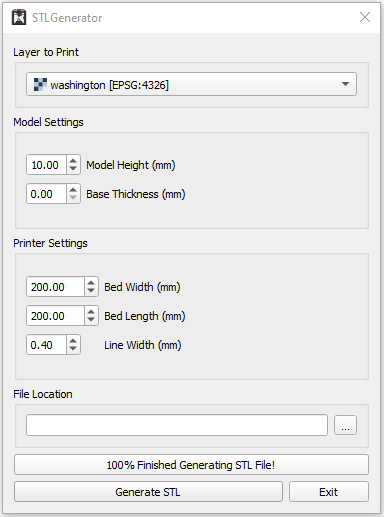 STLGenerator
Layer to Print
washington [EPSG:4326]
Model Settings
10.00 Model Height (mm)
0.00 Base Thickness (mm)
Printer Settings
200.00 Bed Width (mm)
200.00 Bed Length (mm)
0.40 Line Width (mm)
File Location
...
100% Finished Generating STL File!
Generate STL Exit